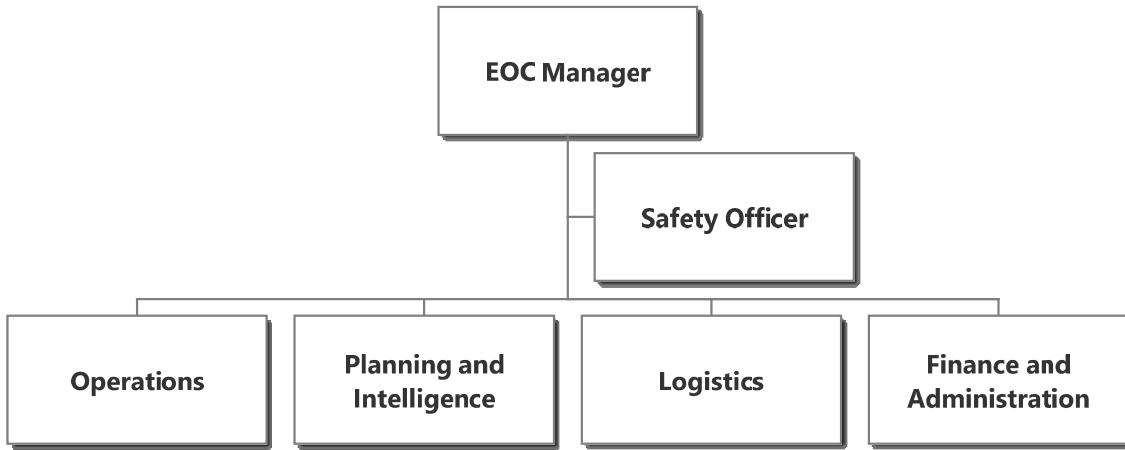 EOC Manager
Safety Officer
Operations
Planning and
Intelligence
Logistics
Finance and
Administration